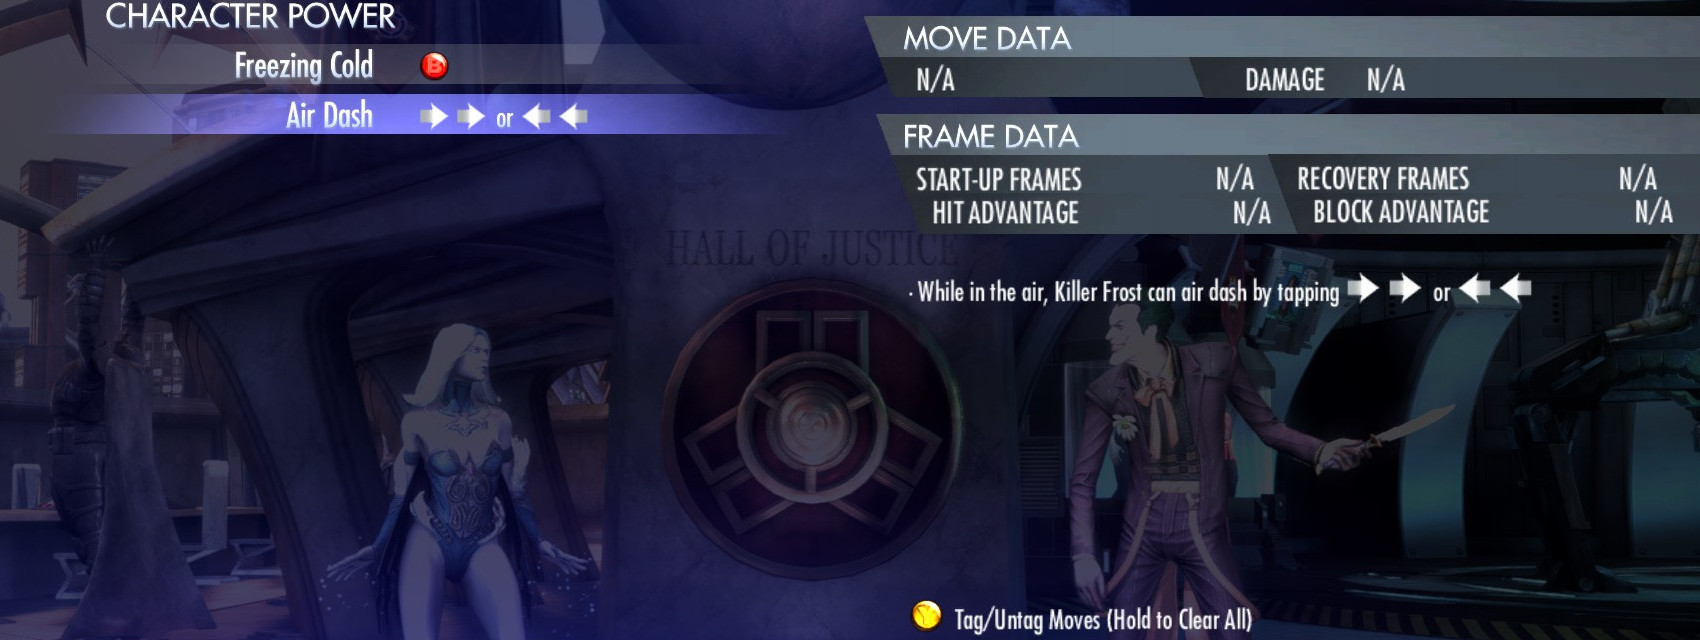 CHARACTER POWER
Freezing Cold B
Air Dash or
MOVE DATA
N/A DAMAGE N/A
FRAME DATA
START-UP FRAMES N/A RECOVERY FRAMES N/A
HIT ADVANTAGE N/A BLOCK ADVANTAGE N/A
HALL OF JUSTICE
· While in the air, Killer Frost can air dash by tapping or
Y Tag/Untag Moves (Hold to Clear All)